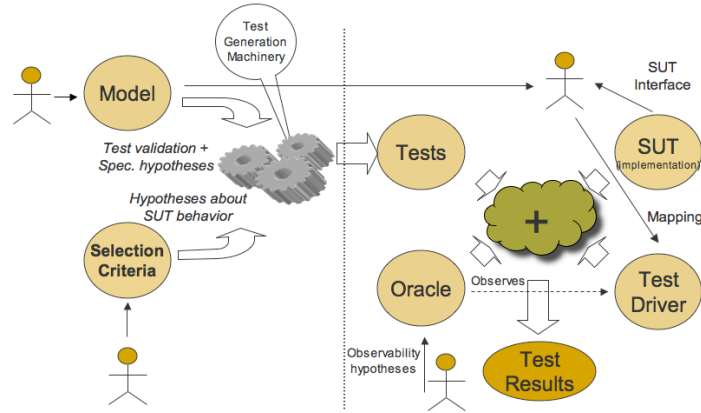 Test
Generation
Machinery
Model
Test validation +
Spec. hypotheses
Hypotheses about
SUT behavior
Selection
Criteria
Tests
SUT
Interface
SUT
(implementation)
Mapping
+
Oracle
Observes
Test
Driver
Observability
hypotheses
Test
Results